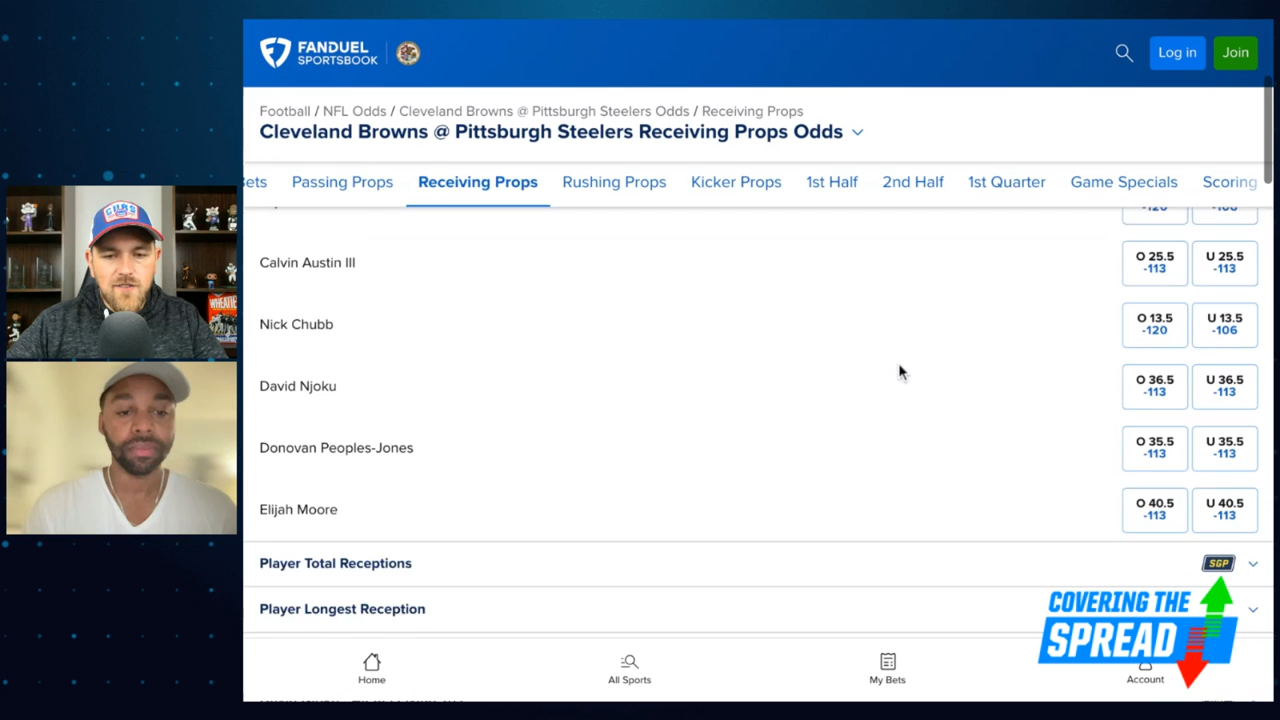 FANDUEL
SPORTSBOOK
Log in
Join
Football / NFL Odds / Cleveland Browns @ Pittsburgh Steelers Odds / Receiving Props
Cleveland Browns @ Pittsburgh Steelers Receiving Props Odds
ets Passing Props Receiving Props Rushing Props Kicker Props 1st Half 2nd Half 1st Quarter Game Specials Scoring
-120 -106
Calvin Austin III
O 25.5 U 25.5
-113 -113
Nick Chubb
O 13.5 U 13.5
-120 -106
David Njoku
O 36.5 U 36.5
-113 -113
Donovan Peoples-Jones
O 35.5 U 35.5
-113 -113
Elijah Moore
O 40.5 U 40.5
-113 -113
Player Total Receptions
SGP
Player Longest Reception
COVERING THE
SPREAD
Home All Sports My Bets Account
CUBS
WHEATIES